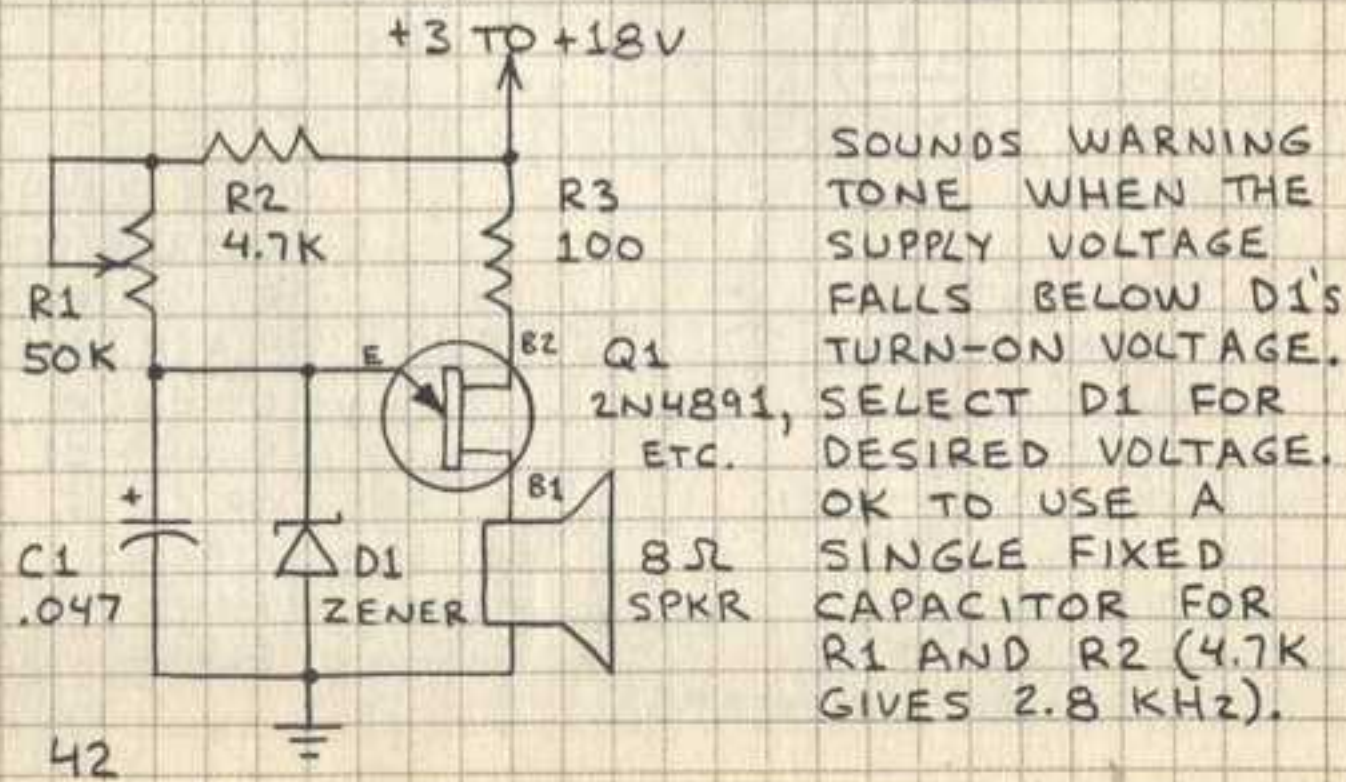 +3 TO +18V
R2
4.7K
R3
100
R1
50K
E
B2
Q1
2N4891,
ETC.
B1
+
C1
.047
D1
ZENER
8Ω
SPKR
42
SOUNDS WARNING
TONE WHEN THE
SUPPLY VOLTAGE
FALLS BELOW D1's
TURN-ON VOLTAGE.
SELECT D1 FOR
DESIRED VOLTAGE.
OK TO USE A
SINGLE FIXED
CAPACITOR FOR
R1 AND R2 (4.7K
GIVES 2.8 KHz).